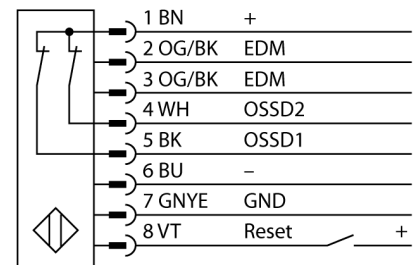 1 BN +
2 OG/BK EDM
3 OG/BK EDM
4 WH OSSD2
5 BK OSSD1
6 BU –
7 GNYE GND
8 VT Reset +